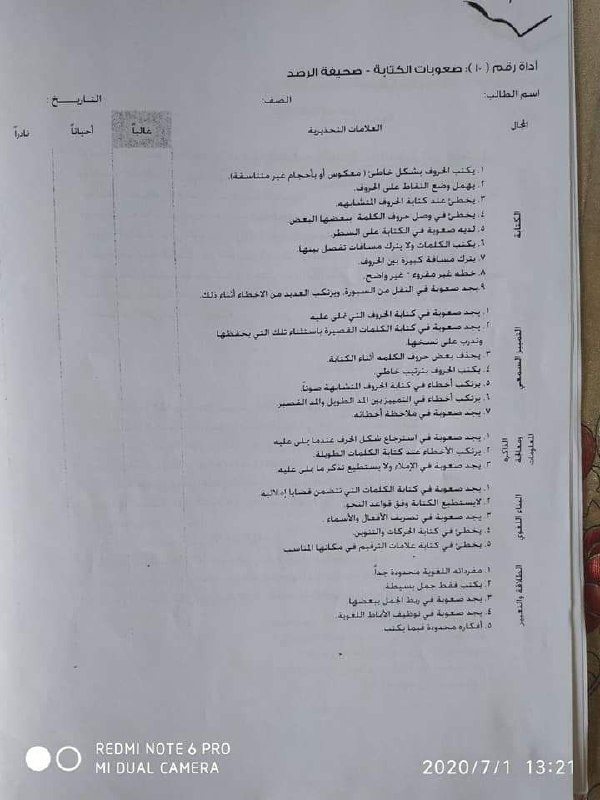 أداة رقم (١٠): صعوبات الكتابة - صحيفة الرصد
اسم الطالب: الصف: التاريخ:
المجال العلامات التحذيرية غالباً أحياناً نادراً
الكتابة
١. يكتب الحروف بشكل خاطئ ( معكوس أو بأحجام غير متناسقة).
٢. يهمل وضع النقاط على الحروف.
٣. يخطئ عند كتابة الحروف المتشابهه.
٤. يخطئ في وصل حروف الكلمة ببعضها البعض
٥. لديه صعوبة في الكتابة على السطر.
٦. يكتب الكلمات ولا يترك مسافات تفصل بينها
٧. يترك مسافة كبيرة بين الحروف.
٨. خطه غير مقروء - غير واضح.
٩. يجد صعوبة في النقل من السبورة، ويرتكب العديد من الاخطاء أثناء ذلك.
التمييز السمعي
١. يجد صعوبة في كتابة الحروف التي تملى عليه
٢. يجد صعوبة في كتابة الكلمات القصيرة باستثناء تلك التي يحفظها
وتدرب على نسخها.
٣. يحذف بعض حروف الكلمه أثناء الكتابة.
٤. يكتب الحروف بترتيب خاطئ.
٥. يرتكب أخطاء في كتابة الحروف المتشابهة صوتاً.
٦. يرتكب أخطاء في التمييز بين المد الطويل والمد القصير
٧. يجد صعوبة في ملاحظة أخطائه.
الذاكرة
ومعالجة
المعلومات
١. يجد صعوبة في استرجاع شكل الحرف عندما يملى عليه
٢. يرتكب الأخطاء عند كتابة الكلمات الطويلة.
٣. يجد صعوبة في الإملاء ولا يستطيع تذكر ما يملى عليه
البناء اللغوي
١. يجد صعوبة في كتابة الكلمات التي تتضمن قضايا إملائية
٢. لايستطيع الكتابة وفق قواعد النحو.
٣. يجد صعوبة في تصريف الأفعال والأسماء.
٤. يخطئ في كتابة الحركات والتنوين.
٥. يخطئ في كتابة علامات الترقيم في مكانها المناسب
الطلاقة والتعبير
١. مفرداته اللغوية محدودة جداً.
٢. يكتب فقط جمل بسيطة
٣. يجد صعوبة في ربط الجمل ببعضها
٤. يجد صعوبة في توظيف الأنماط اللغوية.
٥. أفكاره محدودة فيما يكتب
REDMI NOTE 6 PRO
MI DUAL CAMERA
2020/7/1 13:21